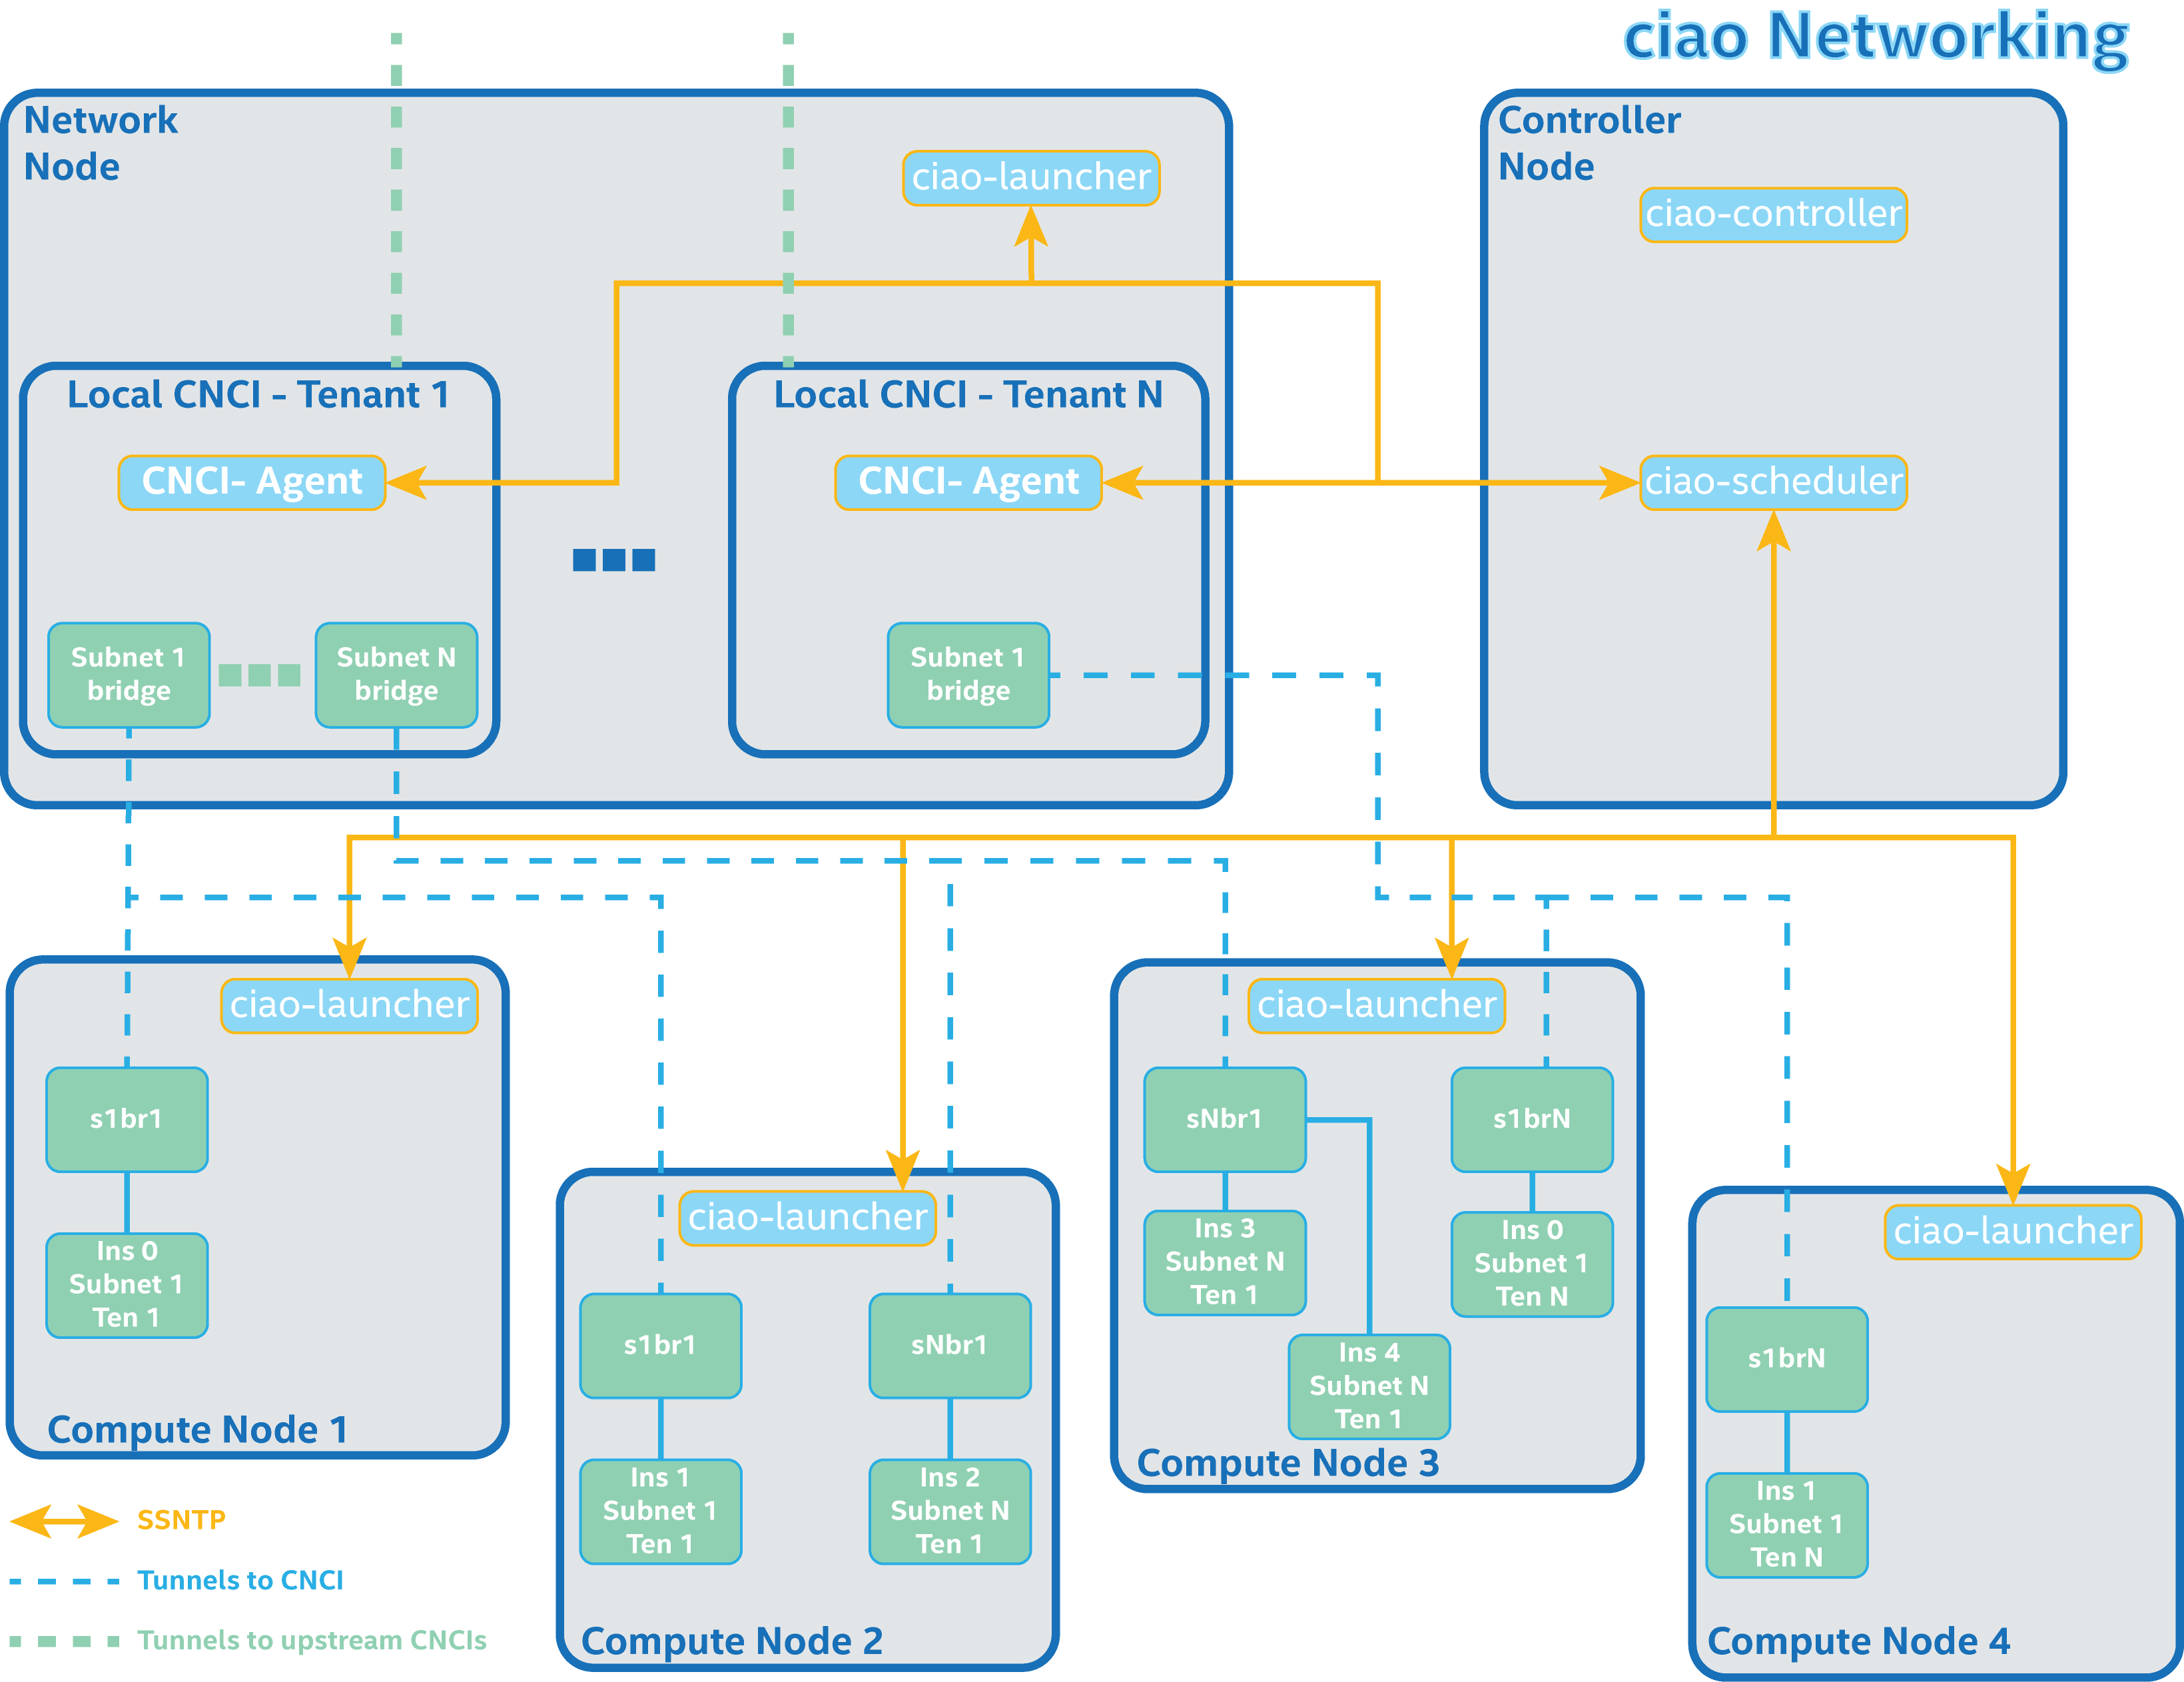 ciao Networking
Network
Node
ciao-launcher
Local CNCI - Tenant 1
CNCI- Agent
Subnet 1
bridge
Subnet N
bridge
Local CNCI - Tenant N
CNCI- Agent
Subnet 1
bridge
Controller
Node
ciao-controller
ciao-scheduler
ciao-launcher
s1br1
Ins 0
Subnet 1
Ten 1
Compute Node 1
ciao-launcher
s1br1
sNbr1
Ins 1
Subnet 1
Ten 1
Ins 2
Subnet N
Ten 1
Compute Node 2
ciao-launcher
sNbr1
s1brN
Ins 3
Subnet N
Ten 1
Ins 0
Subnet 1
Ten N
Ins 4
Subnet N
Ten 1
Compute Node 3
ciao-launcher
s1brN
Ins 1
Subnet 1
Ten N
Compute Node 4
SSNTP
Tunnels to CNCI
Tunnels to upstream CNCIs